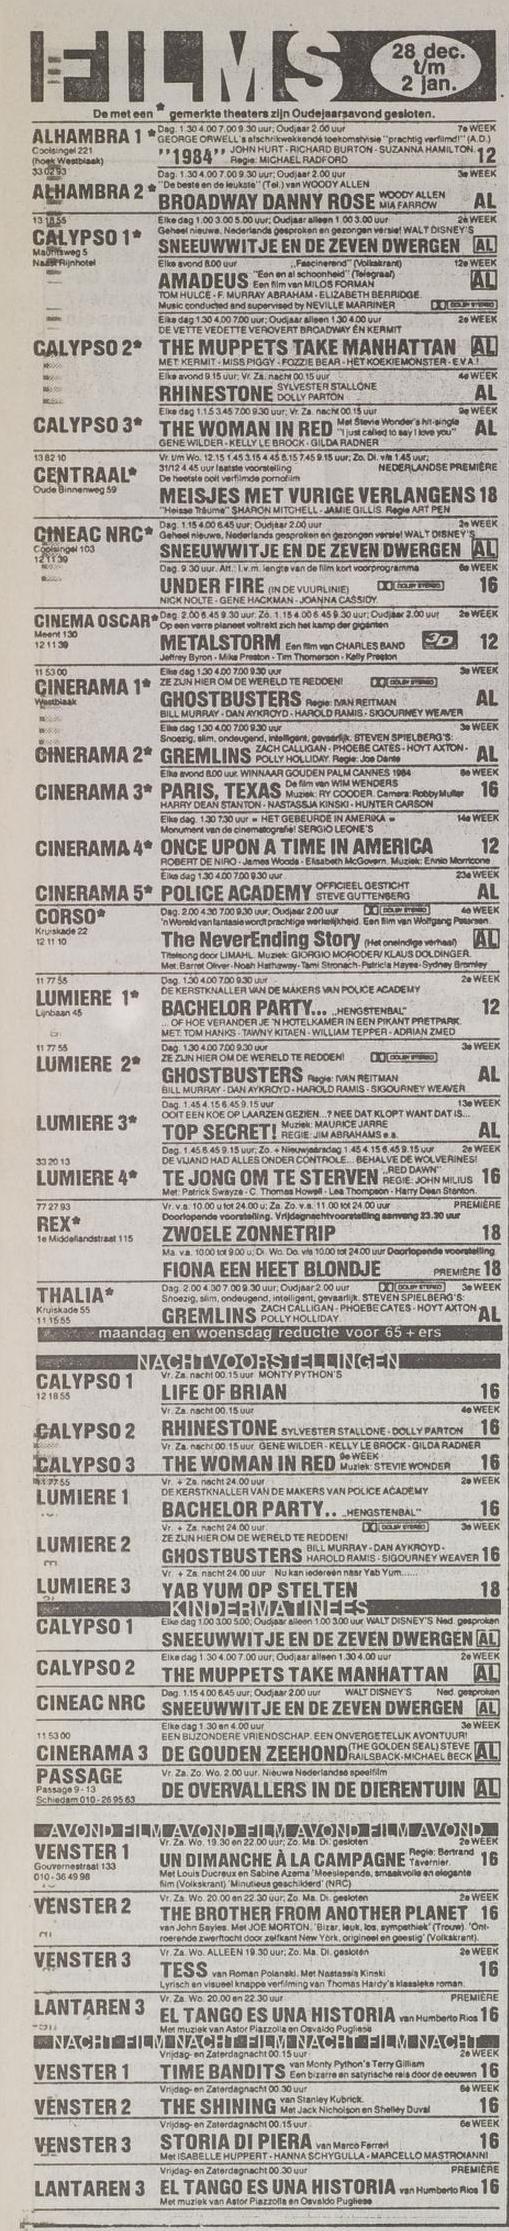 FILMS
28 dec.
t/m
2 jan.
De met een * gemerkte theaters zijn Oudejaarsavond gesloten.
ALHAMBRA 1 *
Coolsingel 221
(hoek Westblaak)
33 02 93
Dag. 1.30 4.00 7.00 9.30 uur; Oudjaar 2.00 uur 7e WEEK
GEORGE ORWELL's afschrikwekkende toekomstvisie "prachtig verfilmd!" (A.D.)
"1984" JOHN HURT - RICHARD BURTON - SUZANNA HAMILTON. 12
Regie: MICHAEL RADFORD
ALHAMBRA 2 *
Dag. 1.30 4.00 7.00 9.30 uur; Oudjaar 2.00 uur 3e WEEK
"De beste en de leukste" (Tel.) van WOODY ALLEN
BROADWAY DANNY ROSE WOODY ALLEN MIA FARROW AL
13 18 55
CALYPSO 1*
Mauritsweg 5
Naast Rijnhotel
Elke dag 1.00 3.00 5.00 uur; Oudjaar alleen 1.00 3.00 uur 2e WEEK
Geheel nieuwe, Nederlands gesproken en gezongen versie! WALT DISNEY'S
SNEEUWWITJE EN DE ZEVEN DWERGEN AL
Elke avond 8.00 uur „Fascinerend" (Volkskrant) 12e WEEK
AMADEUS "Een en al schoonheid" (Telegraaf) Een film van MILOS FORMAN AL
TOM HULCE - F. MURRAY ABRAHAM - ELIZABETH BERRIDGE.
Music conducted and supervised by NEVILLE MARRINER DOLBY STEREO
CALYPSO 2*
Elke dag 1.30 4.00 7.00 uur; Oudjaar alleen 1.30 4.00 uur 2e WEEK
DE VETTE VEDETTE VEROVERT BROADWAY ÉN KERMIT
THE MUPPETS TAKE MANHATTAN AL
MET KERMIT - MISS PIGGY - FOZZIE BEAR - HET KOEKIEMONSTER - E.V.A.!
Elke avond 9.15 uur; Vr. Za. nacht 00.15 uur 4e WEEK
RHINESTONE SYLVESTER STALLONE DOLLY PARTON AL
CALYPSO 3*
Elke dag 1.15 3.45 7.00 9.30 uur; Vr. Za. nacht 00.15 uur 9e WEEK
THE WOMAN IN RED Met Stevie Wonder's hit-single "I just called to say I love you" AL
GENE WILDER - KELLY LE BROCK - GILDA RADNER
13 82 10
CENTRAAL*
Oude Binnenweg 59
Vr. t/m Wo. 12.15 1.45 3.15 4.45 6.15 7.45 9.15 uur; Zo. Di. v/a 1.45 uur;
31/12 4.45 uur laatste voorstelling NEDERLANDSE PREMIÈRE
De heetste ooit verfilmde pornofilm
MEISJES MET VURIGE VERLANGENS 18
"Heisse Träume" SHARON MITCHELL - JAMIE GILLIS. Regie ART PEN
CINEAC NRC*
Coolsingel 103
12 11 39
Dag. 1.15 4.00 6.45 uur; Oudjaar 2.00 uur 2e WEEK
Geheel nieuwe, Nederlands gesproken en gezongen versie! WALT DISNEY'S
SNEEUWWITJE EN DE ZEVEN DWERGEN AL
Dag. 9.30 uur. Att.: I.v.m. lengte van de film kort voorprogramma 6e WEEK
UNDER FIRE (IN DE VUURLINIE) DOLBY STEREO 16
NICK NOLTE - GENE HACKMAN - JOANNA CASSIDY.
CINEMA OSCAR*
Meent 130
12 11 39
Dag. 2.00 6.45 9.30 uur; Zo. 1.15 4.00 6.45 9.30 uur; Oudjaar 2.00 uur 2e WEEK
Op een verre planeet voltrekt zich het kamp der giganten
METALSTORM Een film van CHARLES BAND 3D 12
Jeffrey Byron - Mike Preston - Tim Thomerson - Kelly Preston
11 53 00
CINERAMA 1*
Westblaak
Elke dag 1.30 4.00 7.00 9.30 uur 3e WEEK
ZE ZIJN HIER OM DE WERELD TE REDDEN! DOLBY STEREO
GHOSTBUSTERS Regie: IVAN REITMAN AL
BILL MURRAY - DAN AYKROYD - HAROLD RAMIS - SIGOURNEY WEAVER
CINERAMA 2*
Elke dag 1.30 4.00 7.00 9.30 uur 3e WEEK
Snoezig, slim, ondeugend, intelligent, gevaarlijk. STEVEN SPIELBERG'S:
GREMLINS ZACH CALLIGAN - PHOEBE CATES - HOYT AXTON - POLLY HOLLIDAY. Regie: Joe Dante AL
CINERAMA 3*
Elke avond 8.00 uur. WINNAAR GOUDEN PALM CANNES 1984 8e WEEK
PARIS, TEXAS De film van WIM WENDERS Muziek: RY COODER. Camera: Robby Muller 16
HARRY DEAN STANTON - NASTASSJA KINSKI - HUNTER CARSON
CINERAMA 4*
Elke dag. 1.30 7.30 uur = HET GEBEURDE IN AMERIKA = 14e WEEK
Monument van de cinematografie! SERGIO LEONE'S
ONCE UPON A TIME IN AMERICA 12
ROBERT DE NIRO - James Woods - Elisabeth McGovern. Muziek: Ennio Morricone
CINERAMA 5*
Elke dag 1.30 4.00 7.00 9.30 uur. 23e WEEK
POLICE ACADEMY OFFICIEEL GESTICHT STEVE GUTTENBERG AL
CORSO*
Kruiskade 22
12 11 10
Dag. 2.00 4.30 7.00 9.30 uur; Oudjaar 2.00 uur DOLBY STEREO 4e WEEK
'n Wereld van fantasie wordt prachtige werkelijkheid. Een film van Wolfgang Petersen.
The NeverEnding Story (Het oneindige verhaal) AL
Titelsong door LIMAHL. Muziek: GIORGIO MORODER/ KLAUS DOLDINGER.
Met: Barret Oliver - Noah Hathaway - Tami Stronach - Patricia Hayes - Sydney Bromley
11 77 55
LUMIERE 1*
Lijnbaan 45
Dag. 1.30 4.00 7.00 9.30 uur 2e WEEK
DE KERSTKNALLER VAN DE MAKERS VAN POLICE ACADEMY
BACHELOR PARTY... „HENGSTENBAL" 12
... OF HOE VERANDER JE 'N HOTELKAMER IN EEN PIKANT PRETPARK.
MET: TOM HANKS - TAWNY KITAEN - WILLIAM TEPPER - ADRIAN ZMED
11 77 55
LUMIERE 2*
Dag. 1.30 4.00 7.00 9.30 uur 3e WEEK
ZE ZIJN HIER OM DE WERELD TE REDDEN! DOLBY STEREO
GHOSTBUSTERS Regie: IVAN REITMAN AL
BILL MURRAY - DAN AYKROYD - HAROLD RAMIS - SIGOURNEY WEAVER
LUMIERE 3*
Dag. 1.45 4.15 6.45 9.15 uur 13e WEEK
OOIT EEN KOE OP LAARZEN GEZIEN...? NEE DAT KLOPT WANT DAT IS...
TOP SECRET! Muziek: MAURICE JARRE REGIE: JIM ABRAHAMS e.a. AL
33 20 13
LUMIERE 4*
Dag. 1.45 6.45 9.15 uur; Zo. + Nieuwjaarsdag 1.45 4.15 6.45 9.15 uur 2e WEEK
DE VIJAND HAD ALLES ONDER CONTROLE... BEHALVE DE WOLVERINES!
TE JONG OM TE STERVEN „RED DAWN" REGIE: JOHN MILIUS 16
Met: Patrick Swayze - C. Thomas Howell - Lea Thompson - Harry Dean Stanton.
77 27 93
REX*
1e Middellandstraat 115
Vr. v.a. 10.00 u tot 24.00 u; Za. Zo. v.a. 11.00 tot 24.00 uur PREMIÈRE
Doorlopende voorstelling. Vrijdagnachtvoorstelling aanvang 23.30 uur
ZWOELE ZONNETRIP 18
Ma. v.a. 10.00 tot 9.00 u; Di. Wo. Do. v/a 10.00 tot 24.00 uur Doorlopende voorstelling
FIONA EEN HEET BLONDJE PREMIÈRE 18
THALIA*
Kruiskade 55
11 15 55
Dag. 2.00 4.30 7.00 9.30 uur; Oudjaar 2.00 uur DOLBY STEREO 3e WEEK
Snoezig, slim, ondeugend, intelligent, gevaarlijk. STEVEN SPIELBERG'S:
GREMLINS ZACH CALLIGAN - PHOEBE CATES - HOYT AXTON POLLY HOLLIDAY. AL
maandag en woensdag reductie voor 65+ers
NACHTVOORSTELLINGEN
CALYPSO 1
12 18 55
Vr. Za. nacht 00.15 uur MONTY PYTHON'S
LIFE OF BRIAN 16
CALYPSO 2
Vr. Za. nacht 00.15 uur 4e WEEK
RHINESTONE SYLVESTER STALLONE - DOLLY PARTON 16
CALYPSO 3
Vr. Za. nacht 00.15 uur GENE WILDER - KELLY LE BROCK - GILDA RADNER
THE WOMAN IN RED 9e WEEK Muziek: STEVIE WONDER 16
11 77 55
LUMIERE 1
Vr. + Za. nacht 24.00 uur 2e WEEK
DE KERSTKNALLER VAN DE MAKERS VAN POLICE ACADEMY
BACHELOR PARTY.. „HENGSTENBAL" 16
LUMIERE 2
Vr. + Za. nacht 24.00 uur DOLBY STEREO 3e WEEK
ZE ZIJN HIER OM DE WERELD TE REDDEN!
GHOSTBUSTERS BILL MURRAY - DAN AYKROYD - HAROLD RAMIS - SIGOURNEY WEAVER 16
LUMIERE 3
Vr. + Za. nacht 24.00 uur Nu kan iedereen naar Yab Yum......
YAB YUM OP STELTEN 18
KINDERMATINEES
CALYPSO 1
Elke dag 1.00 3.00 5.00; Oudjaar alleen 1.00 3.00 uur WALT DISNEY'S Ned. gesproken
SNEEUWWITJE EN DE ZEVEN DWERGEN AL
CALYPSO 2
Elke dag 1.30 4.00 7.00 uur; Oudjaar alleen 1.30 4.00 uur 2e WEEK
THE MUPPETS TAKE MANHATTAN AL
CINEAC NRC
Dag. 1.15 4.00 6.45 uur; Oudjaar 2.00 uur WALT DISNEY'S Ned. gesproken
SNEEUWWITJE EN DE ZEVEN DWERGEN AL
11 53 00
CINERAMA 3
Elke dag 1.30 en 4.00 uur 3e WEEK
EEN BIJZONDERE VRIENDSCHAP. EEN ONVERGETELIJK AVONTUUR!
DE GOUDEN ZEEHOND (THE GOLDEN SEAL) STEVE RAILSBACK - MICHAEL BECK AL
PASSAGE
Passage 9 - 13
Schiedam 010 - 26 95 63
Vr. Za. Zo. Wo. 2.00 uur. Nieuwe Nederlandse speelfilm
DE OVERVALLERS IN DE DIERENTUIN AL
AVOND FILM AVOND FILM AVOND FILM AVOND
VENSTER 1
Gouvernestraat 133
010 - 36 49 98
Vr. Za. Wo. 19.30 en 22.00 uur; Zo. Ma. Di. gesloten 2e WEEK
UN DIMANCHE À LA CAMPAGNE Regie: Bertrand Tavernier. 16
Met Louis Ducreux en Sabine Azema 'Meeslepende, smaakvolle en elegante
film (Volkskrant) 'Minutieus geschilderd' (NRC)
VENSTER 2
Vr. Za. Wo. 20.00 en 22.30 uur; Zo. Ma. Di. gesloten 2e WEEK
THE BROTHER FROM ANOTHER PLANET 16
van John Sayles. Met JOE MORTON. 'Bizar, leuk, los, sympathiek' (Trouw). 'Ont-
roerende zwerftocht door zelfkant New York, origineel en geestig' (Volkskrant).
VENSTER 3
Vr. Za. Wo. ALLEEN 19.30 uur; Zo. Ma. Di. gesloten 2e WEEK
TESS van Roman Polanski. Met Nastassia Kinski 16
Lyrisch en visueel knappe verfilming van Thomas Hardy's klassieke roman.
LANTAREN 3
Vr. Za. Wo. 20.00 en 22.30 uur PREMIÈRE
EL TANGO ES UNA HISTORIA van Humberto Rios 16
Met muziek van Astor Piazzolla en Osvaldo Pugliese
NACHT FILM NACHT FILM NACHT FILM NACHT
VENSTER 1
Vrijdag- en Zaterdagnacht 00.15 uur 2e WEEK
TIME BANDITS van Monty Python's Terry Gilliam Een bizarre en satyrische reis door de eeuwen 16
VENSTER 2
Vrijdag- en Zaterdagnacht 00.30 uur 6e WEEK
THE SHINING van Stanley Kubrick. Met Jack Nicholson en Shelley Duval 16
VENSTER 3
Vrijdag- en Zaterdagnacht 00.15 uur 6e WEEK
STORIA DI PIERA van Marco Ferreri 16
Met ISABELLE HUPPERT - HANNA SCHYGULLA - MARCELLO MASTROIANNI
LANTAREN 3
Vrijdag- en Zaterdagnacht 00.30 uur PREMIÈRE
EL TANGO ES UNA HISTORIA van Humberto Rios 16
Met muziek van Astor Piazzolla en Osvaldo Pugliese